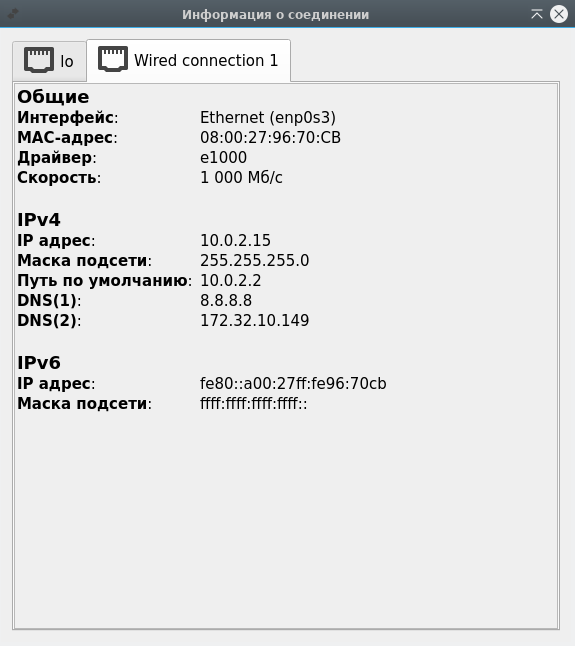 Информация о соединении
lo
Wired connection 1
Общие
Интерфейс: Ethernet (enp0s3)
MAC-адрес: 08:00:27:96:70:CB
Драйвер: e1000
Скорость: 1 000 Мб/с
IPv4
IP адрес: 10.0.2.15
Маска подсети: 255.255.255.0
Путь по умолчанию: 10.0.2.2
DNS(1): 8.8.8.8
DNS(2): 172.32.10.149
IPv6
IP адрес: fe80::a00:27ff:fe96:70cb
Маска подсети: ffff:ffff:ffff:ffff::